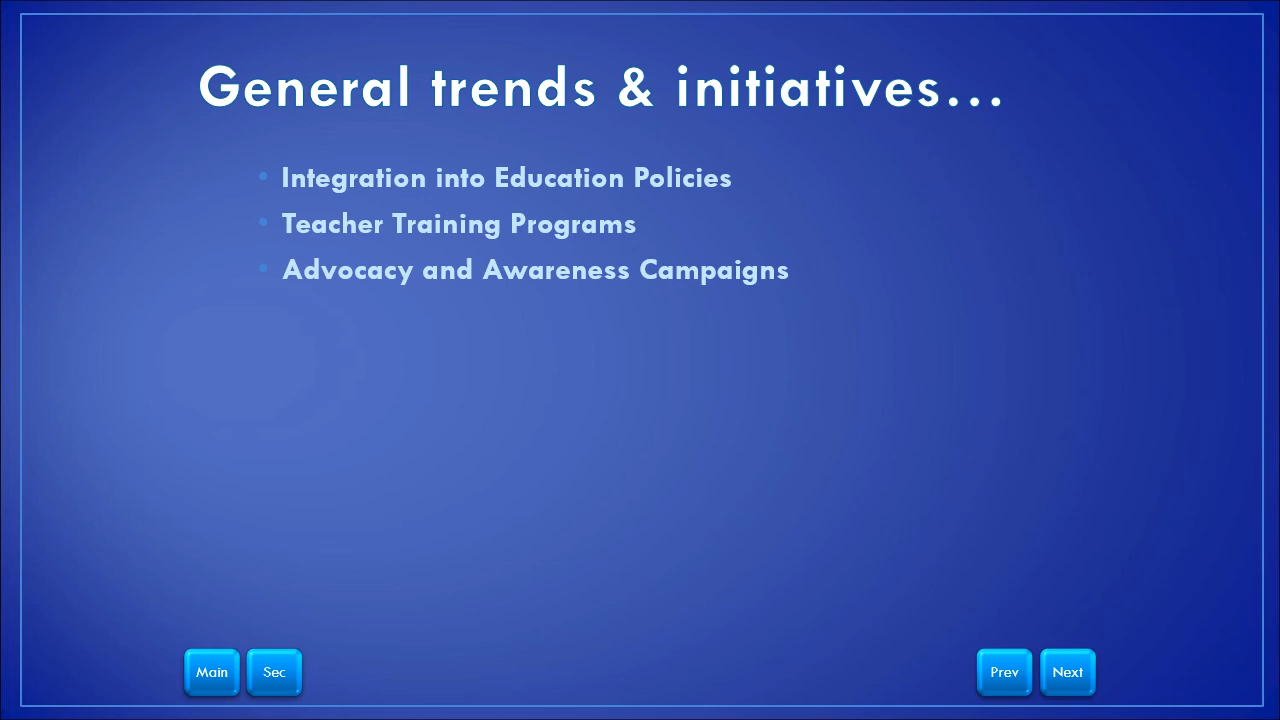 General trends & initiatives…
• Integration into Education Policies
• Teacher Training Programs
• Advocacy and Awareness Campaigns
Main Sec Prev Next